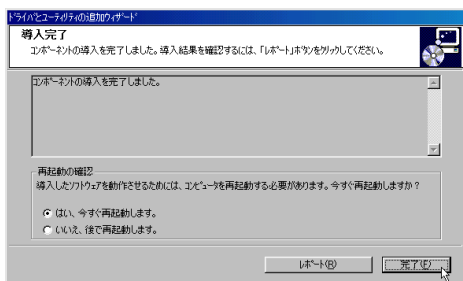 ﾄﾞﾗｲﾊﾞとﾕｰﾃｨﾘﾃｨの追加ｳｨｻﾞｰﾄﾞ
導入完了
ｺﾝﾎﾟｰﾈﾝﾄの導入を完了しました。導入結果を確認するには、「ﾚﾎﾟｰﾄ」ﾎﾞﾀﾝをｸﾘｯｸしてください。
ｺﾝﾎﾟｰﾈﾝﾄの導入を完了しました。
再起動の確認
導入したｿﾌﾄｳｪｱを動作させるためには、ｺﾝﾋﾟｭｰﾀを再起動する必要があります。今すぐ再起動しますか？
はい、今すぐ再起動します。
いいえ、後で再起動します。
ﾚﾎﾟｰﾄ(R)
完了(F)